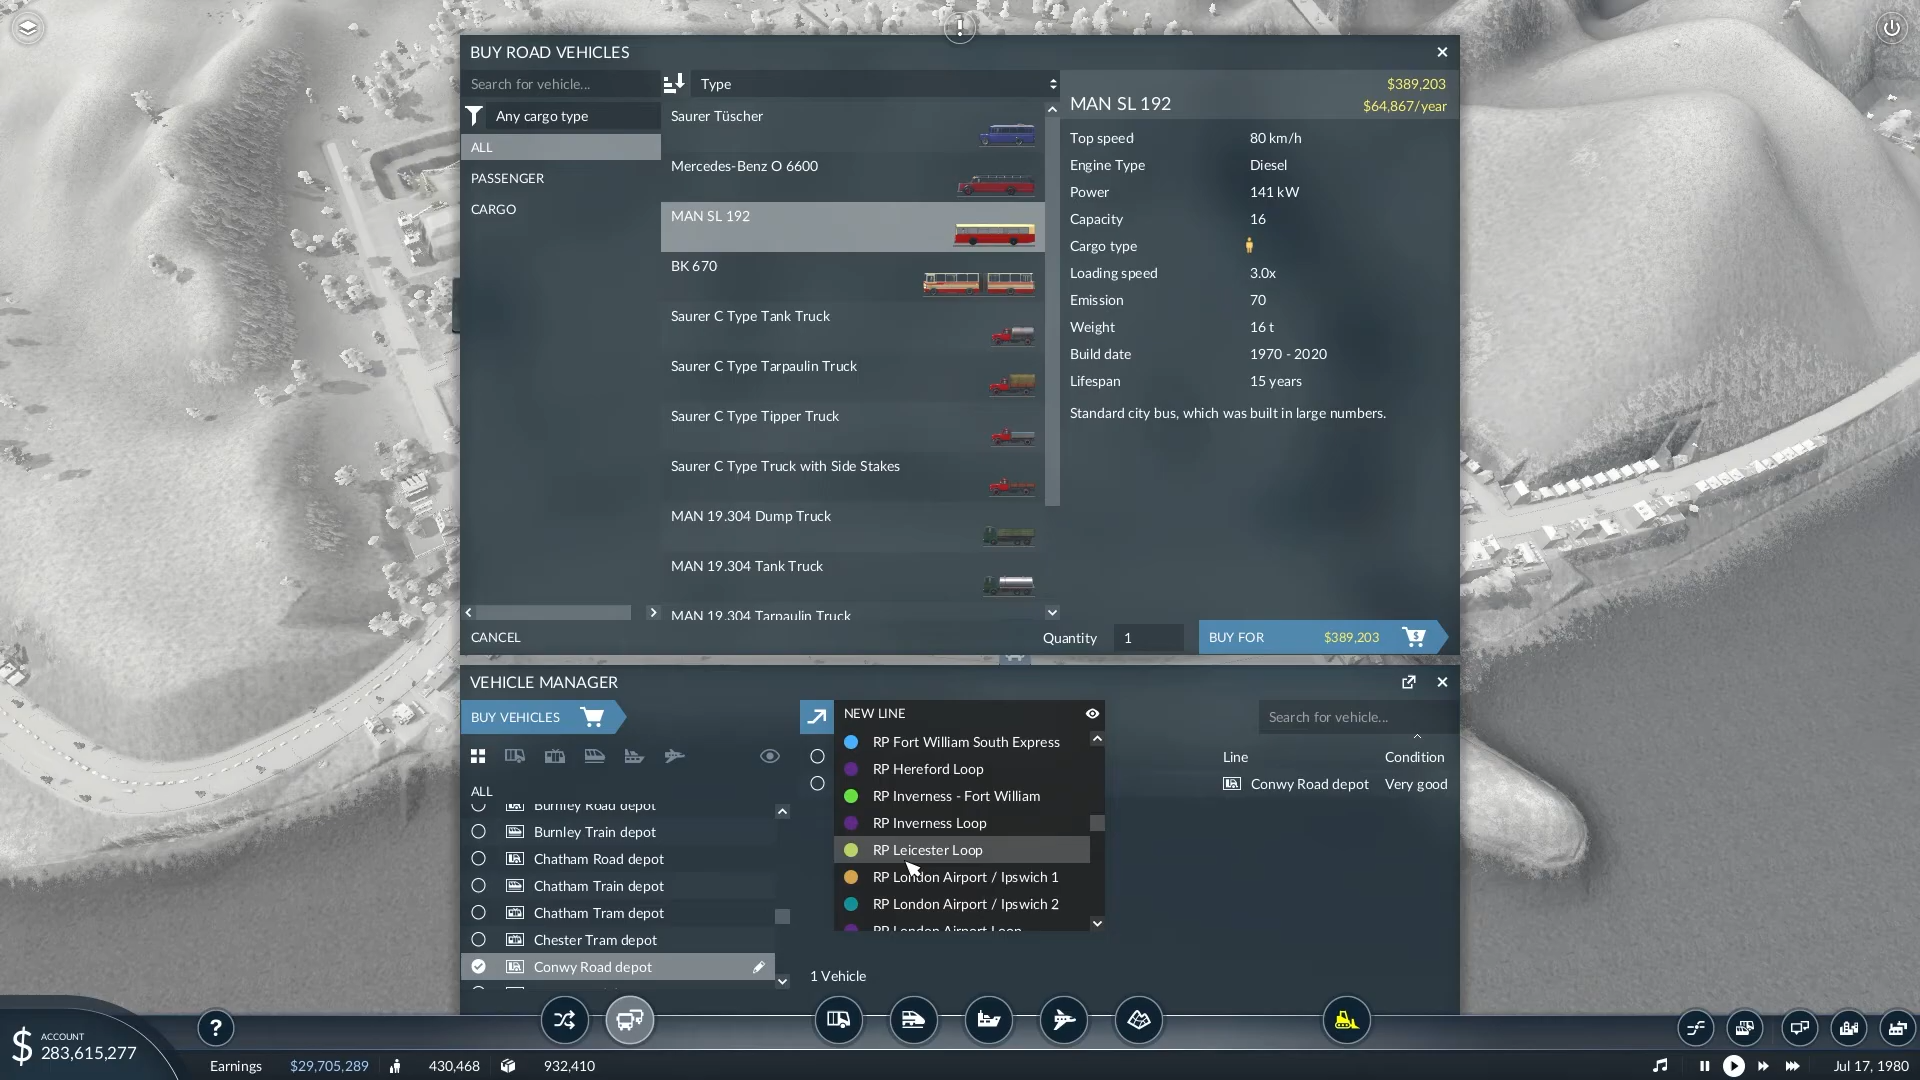 BUY ROAD VEHICLES
Search for vehicle...
Type
Any cargo type
ALL
PASSENGER
CARGO
Saurer Tüscher
Mercedes-Benz O 6600
MAN SL 192
BK 670
Saurer C Type Tank Truck
Saurer C Type Tarpaulin Truck
Saurer C Type Tipper Truck
Saurer C Type Truck with Side Stakes
MAN 19.304 Dump Truck
MAN 19.304 Tank Truck
MAN 19.304 Tarpaulin Truck
MAN SL 192
$389,203
$64,867/year
Top speed 80 km/h
Engine Type Diesel
Power 141 kW
Capacity 16
Cargo type
Loading speed 3.0x
Emission 70
Weight 16 t
Build date 1970 - 2020
Lifespan 15 years
Standard city bus, which was built in large numbers.
CANCEL
Quantity 1
BUY FOR $389,203
VEHICLE MANAGER
BUY VEHICLES
ALL
Burnley Road depot
Burnley Train depot
Chatham Road depot
Chatham Train depot
Chatham Tram depot
Chester Tram depot
Conwy Road depot
NEW LINE
RP Fort William South Express
RP Hereford Loop
RP Inverness - Fort William
RP Inverness Loop
RP Leicester Loop
RP London Airport / Ipswich 1
RP London Airport / Ipswich 2
RP London Airport Loop
1 Vehicle
Search for vehicle...
Line Condition
Conwy Road depot Very good
?
$ ACCOUNT
283,615,277
Earnings $29,705,289 430,468 932,410
Jul 17, 1980